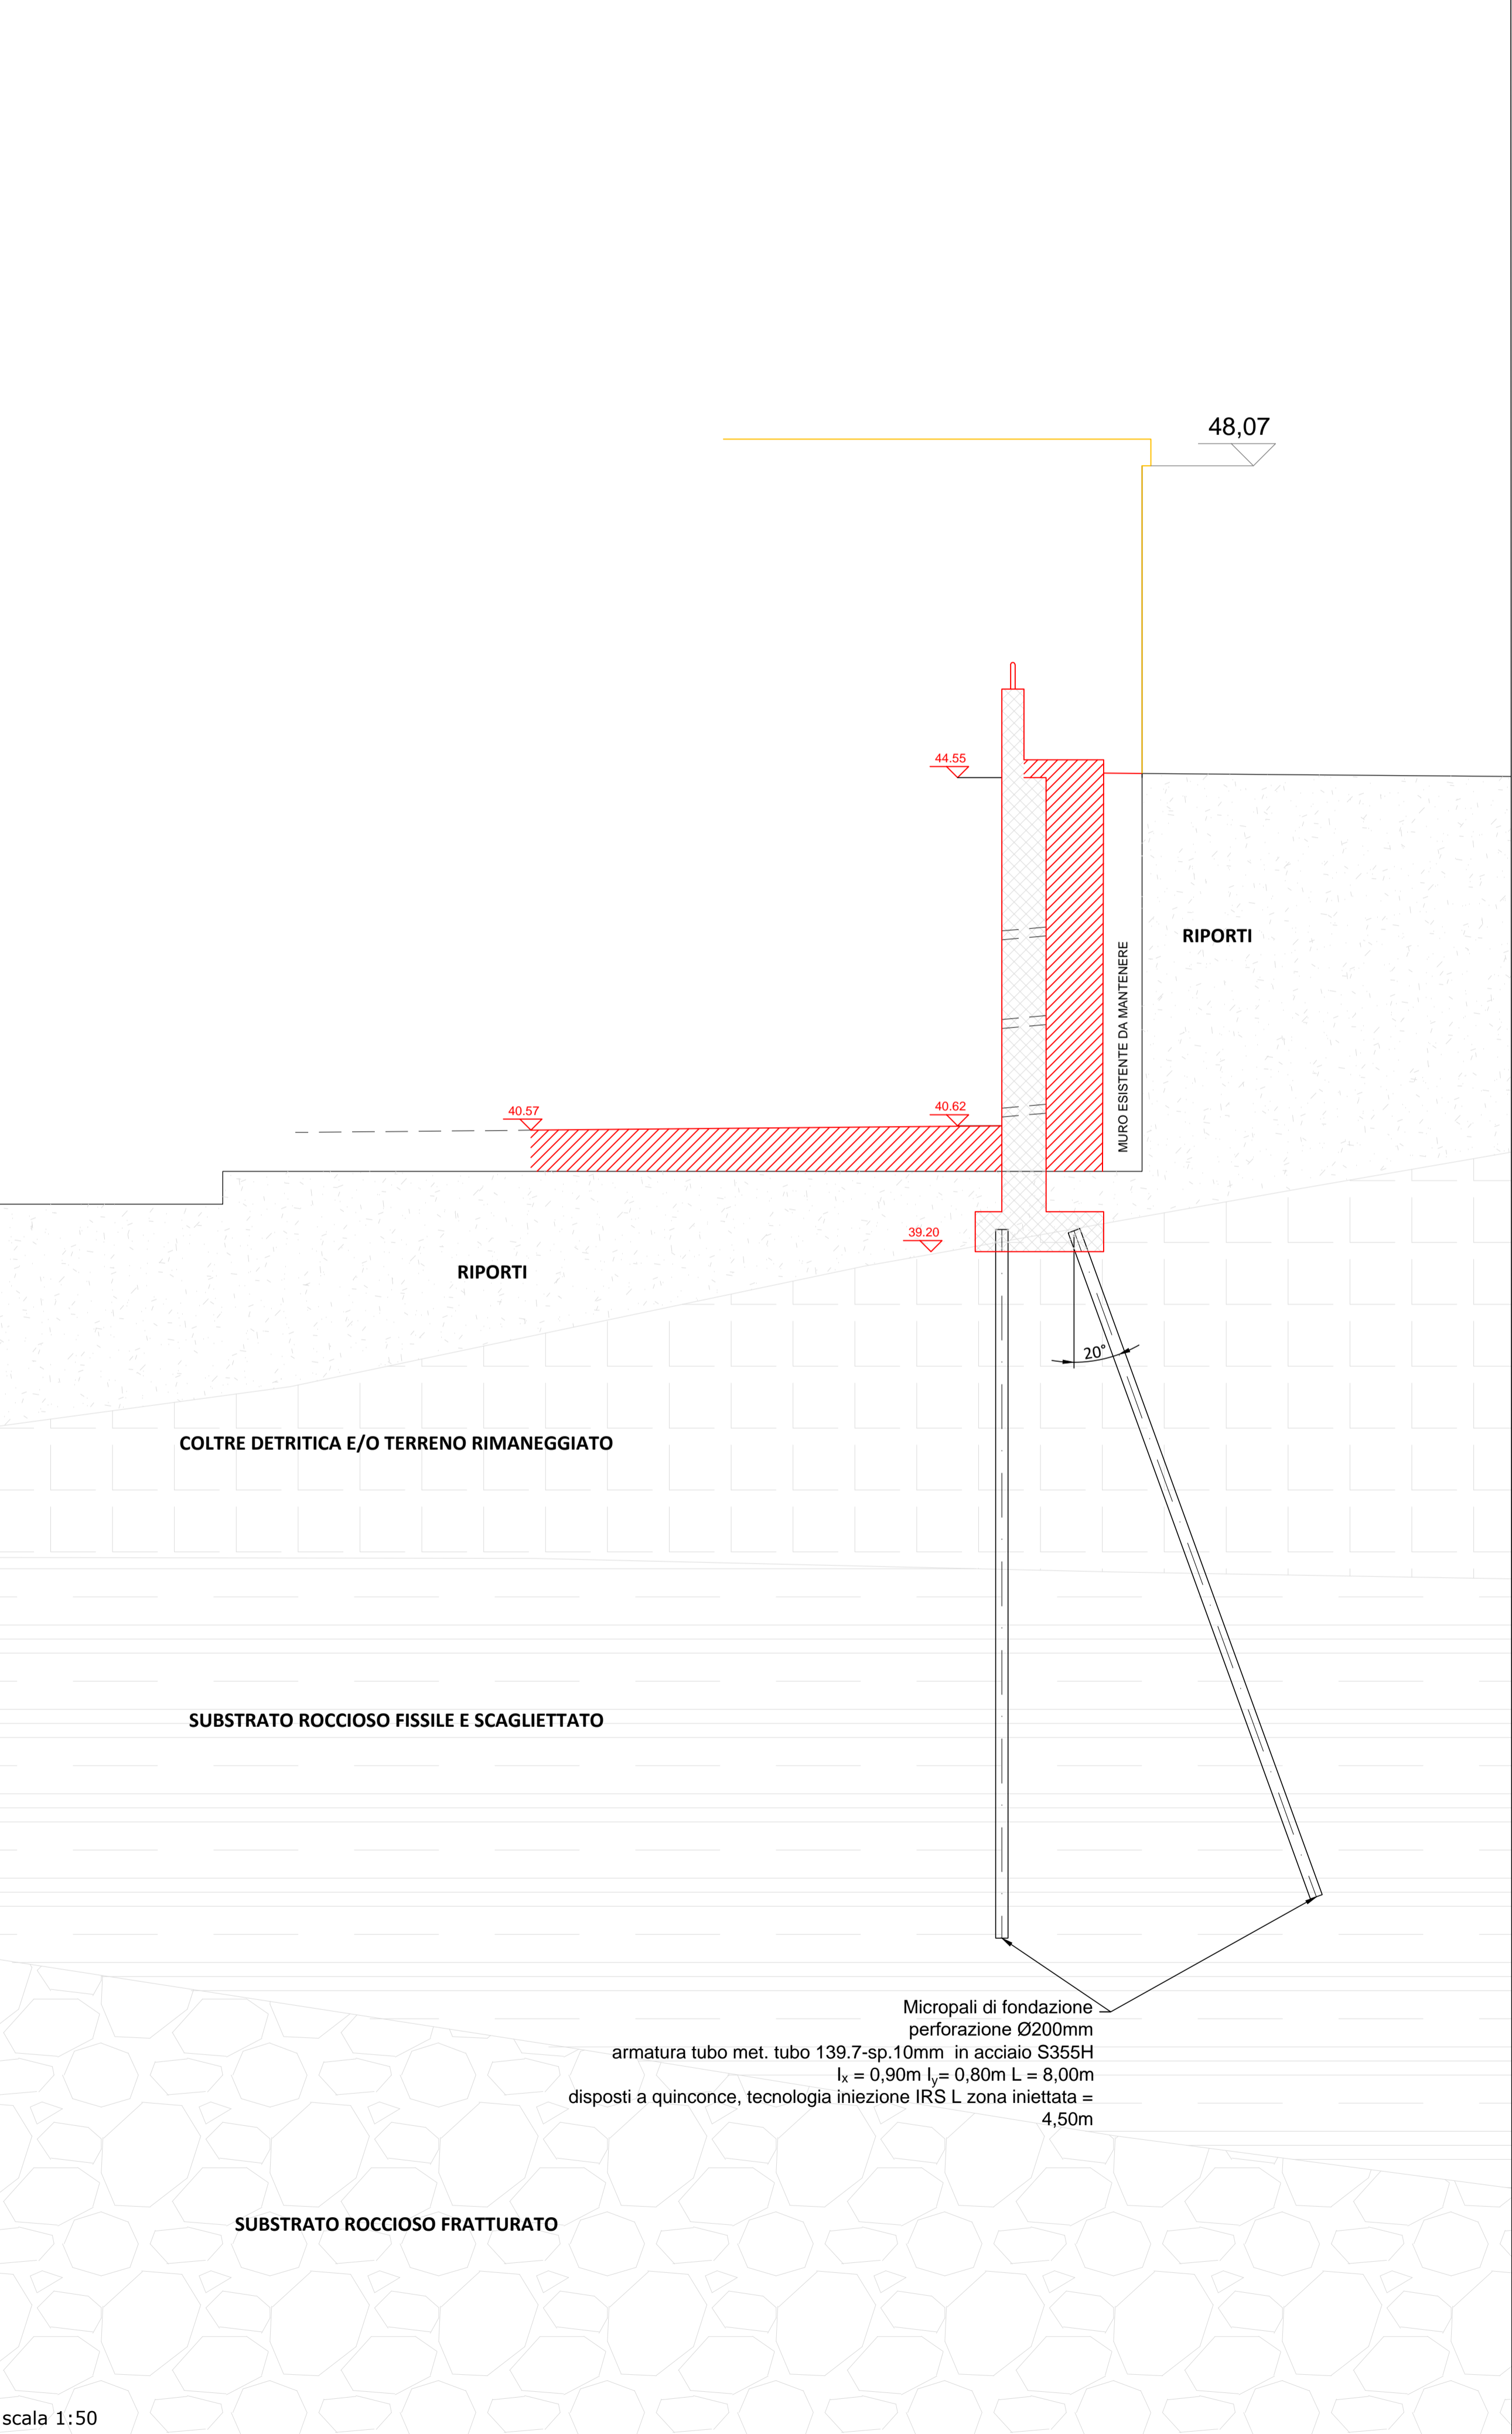 48,07
44.55
RIPORTI
MURO ESISTENTE DA MANTENERE
40.57
40.62
39.20
RIPORTI
20°
COLTRE DETRITICA E/O TERRENO RIMANEGGIATO
SUBSTRATO ROCCIOSO FISSILE E SCAGLIETTATO
Micropali di fondazione
perforazione Ø200mm
armatura tubo met. tubo 139.7-sp.10mm in acciaio S355H
Ix = 0,90m Iy= 0,80m L = 8,00m
disposti a quinconce, tecnologia iniezione IRS L zona iniettata =
4,50m
SUBSTRATO ROCCIOSO FRATTURATO
scala 1:50